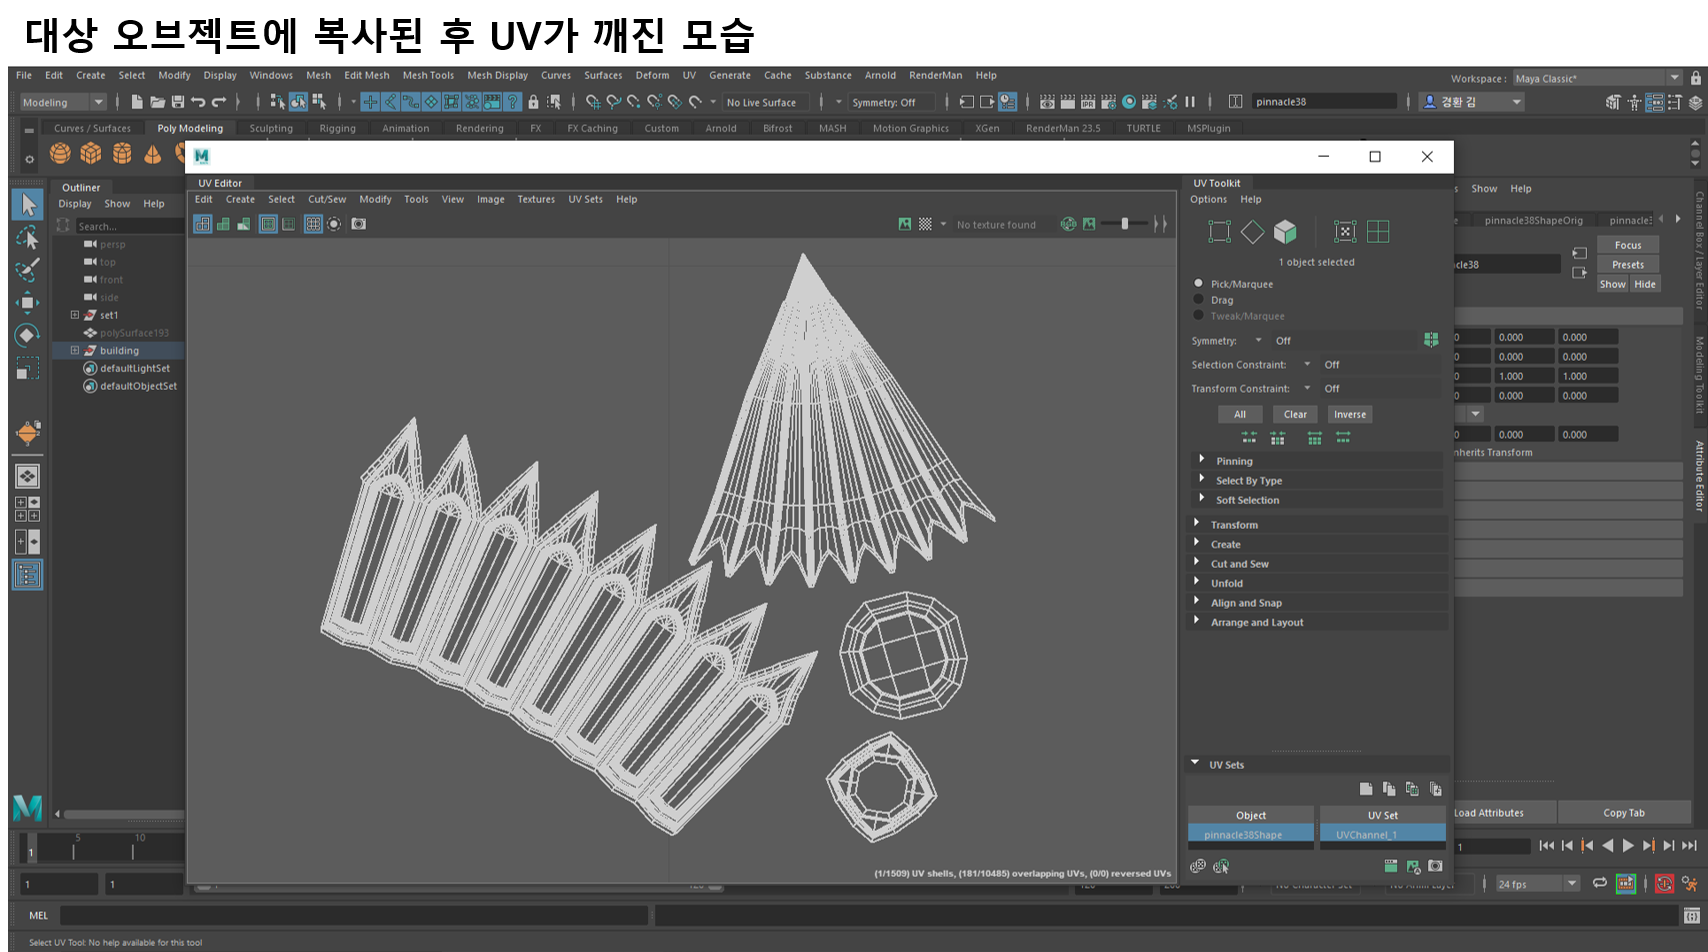 대상 오브젝트에 복사된 후 UV가 깨진 모습
File Edit Create Select Modify Display Windows Mesh Edit Mesh Mesh Tools Mesh Display Curves Surfaces Deform UV Generate Cache Substance Arnold RenderMan Help
Workspace : Maya Classic*
Modeling No Live Surface Symmetry: Off pinnacle38 경환 김
Curves / Surfaces Poly Modeling Sculpting Rigging Animation Rendering FX FX Caching Custom Arnold Bifrost MASH Motion Graphics XGen RenderMan 23.5 TURTLE MSPlugin
Outliner
Display Show Help
Search...
persp
top
front
side
set1
polySurface193
building
defaultLightSet
defaultObjectSet
UV Editor
Edit Create Select Cut/Sew Modify Tools View Image Textures UV Sets Help
No texture found
(1/1509) UV shells, (181/10485) overlapping UVs, (0/0) reversed UVs
UV Toolkit
Options Help
1 object selected
Pick/Marquee
Drag
Tweak/Marquee
Symmetry: Off
Selection Constraint: Off
Transform Constraint: Off
All Clear Inverse
Pinning
Select By Type
Soft Selection
Transform
Create
Cut and Sew
Unfold
Align and Snap
Arrange and Layout
UV Sets
Object UV Set
pinnacle38Shape UVChannel_1
s Show Help
pinnacle38ShapeOrig pinnacle3
Focus
cle38 Presets
Show Hide
0 0.000 0.000
0 0.000 0.000
0 1.000 1.000
0 0.000 0.000
0 0.000 0.000
nherits Transform
Load Attributes Copy Tab
Channel Box / Layer Editor
Modeling Toolkit
Attribute Editor
5 10
1 1
1 1 24 fps
MEL
Select UV Tool: No help available for this tool